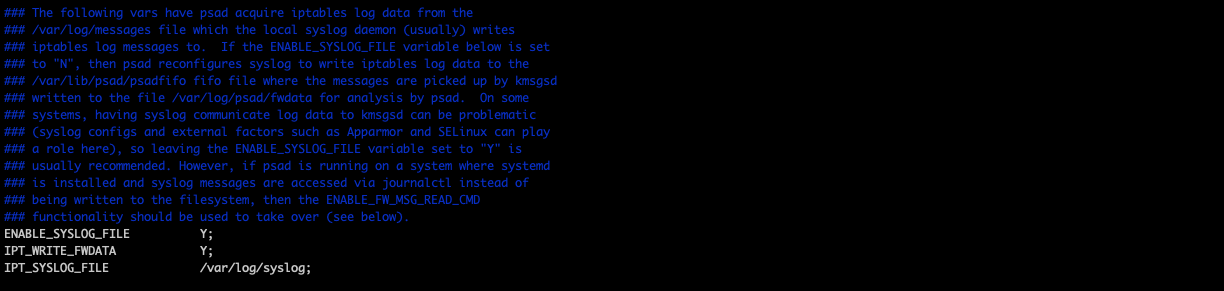 ### The following vars have psad acquire iptables log data from the
### /var/log/messages file which the local syslog daemon (usually) writes
### iptables log messages to.  If the ENABLE_SYSLOG_FILE variable below is set
### to "N", then psad reconfigures syslog to write iptables log data to the
### /var/lib/psad/psadfifo fifo file where the messages are picked up by kmsgsd
### written to the file /var/log/psad/fwdata for analysis by psad.  On some
### systems, having syslog communicate log data to kmsgsd can be problematic
### (syslog configs and external factors such as Apparmor and SELinux can play
### a role here), so leaving the ENABLE_SYSLOG_FILE variable set to "Y" is
### usually recommended. However, if psad is running on a system where systemd
### is installed and syslog messages are accessed via journalctl instead of
### being written to the filesystem, then the ENABLE_FW_MSG_READ_CMD
### functionality should be used to take over (see below).
ENABLE_SYSLOG_FILE          Y;
IPT_WRITE_FWDATA            Y;
IPT_SYSLOG_FILE             /var/log/syslog;